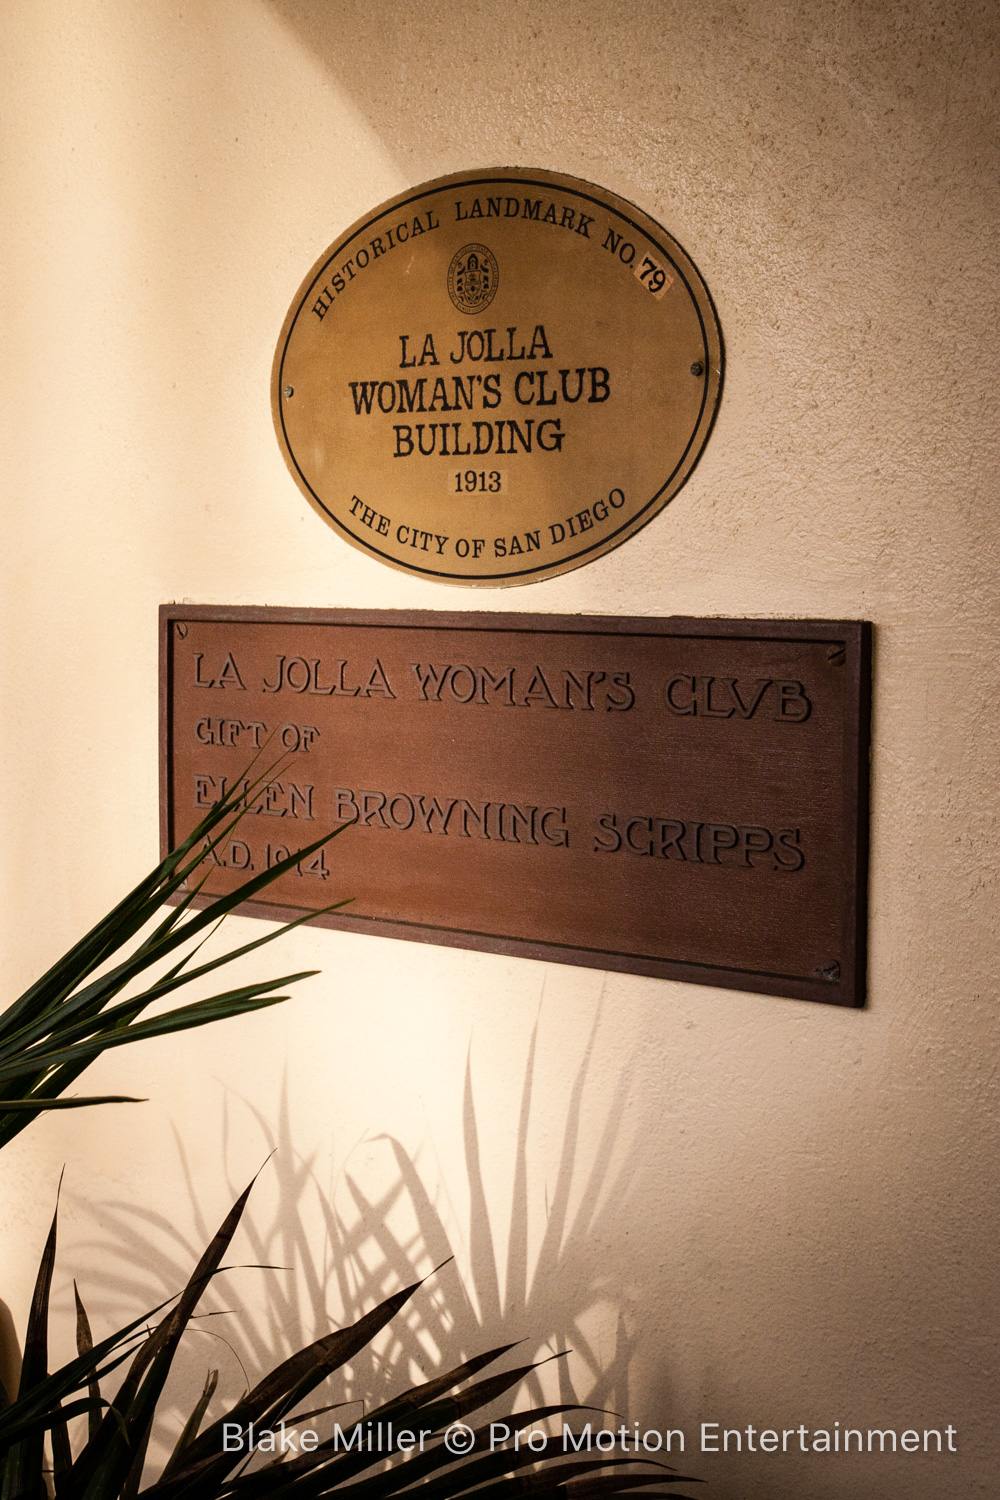 HISTORICAL LANDMARK NO. 79
LA JOLLA
WOMAN'S CLUB
BUILDING
1913
THE CITY OF SAN DIEGO
LA JOLLA WOMAN'S CLVB
GIFT OF
ELLEN BROWNING SCRIPPS
A.D. 1914
Blake Miller © Pro Motion Entertainment